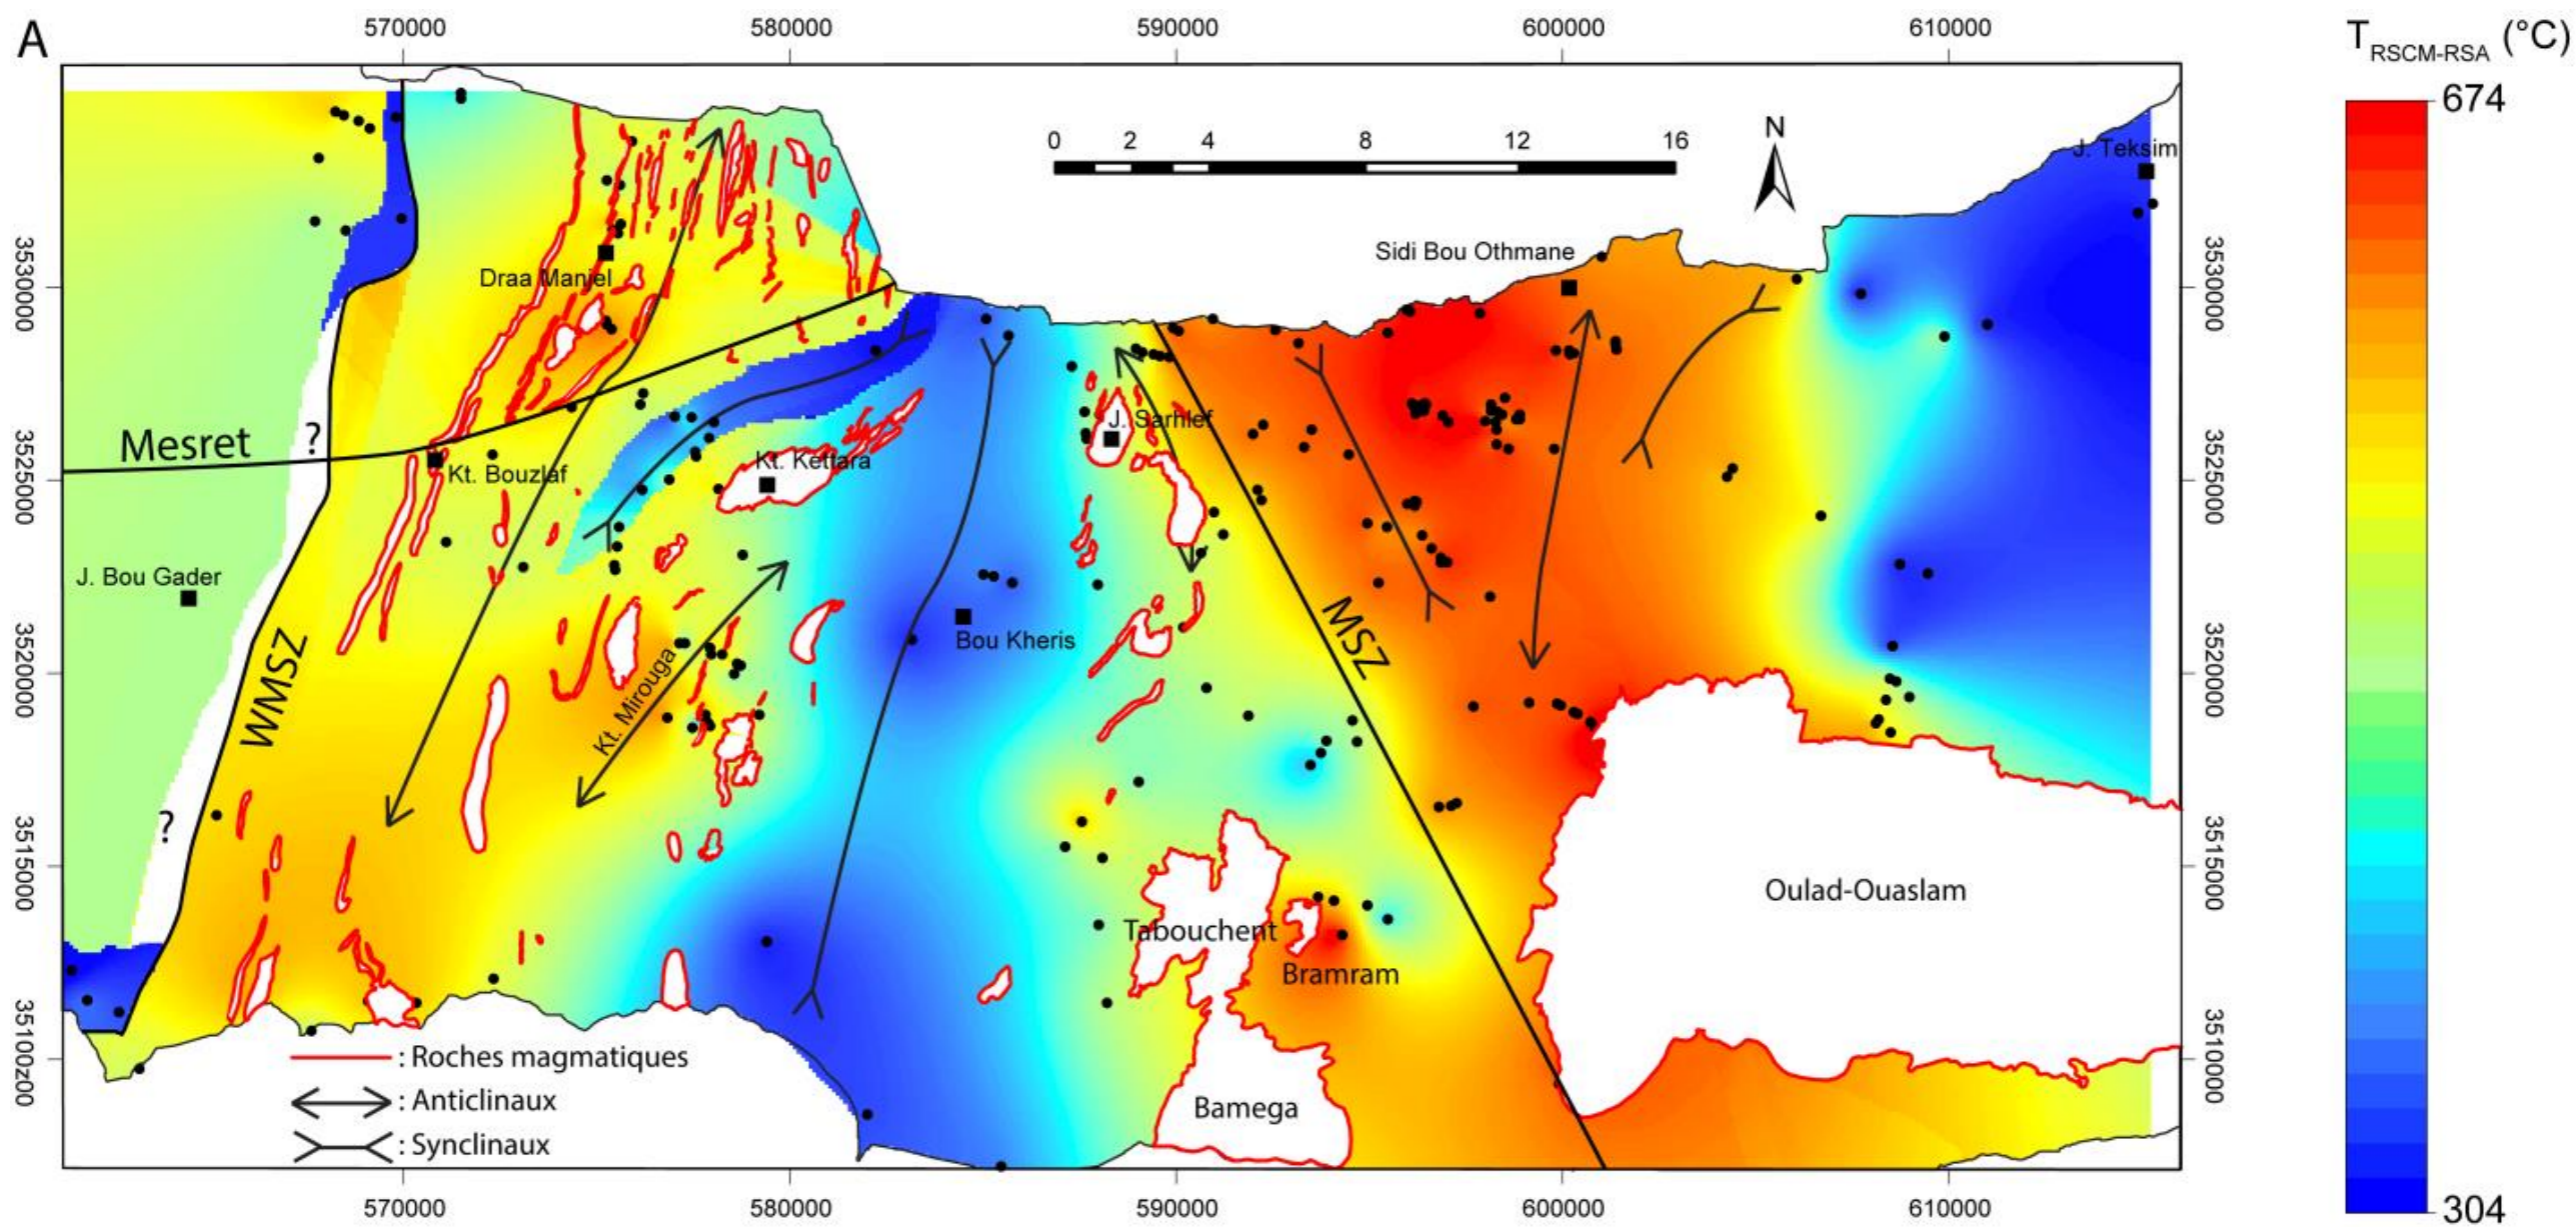 A
570000
580000
590000
600000
610000
T RSCM-RSA (°C)
674
304
0 2 4 8 12 16
N
J. Teksim
Sidi Bou Othmane
3530000
3530000
Draa Manjel
Mesret
?
Kt. Bouzlaf
Kt. Kettara
J. Sarhlef
3525000
3525000
J. Bou Gader
Bou Kheris
MSZ
WMSZ
Kt. Mirouga
3520000
3520000
?
3515000
3515000
Oulad-Ouaslam
Tabouchent
Bramram
3510000
3510000
Bamega
: Roches magmatiques
: Anticlinaux
: Synclinaux
570000
580000
590000
600000
610000